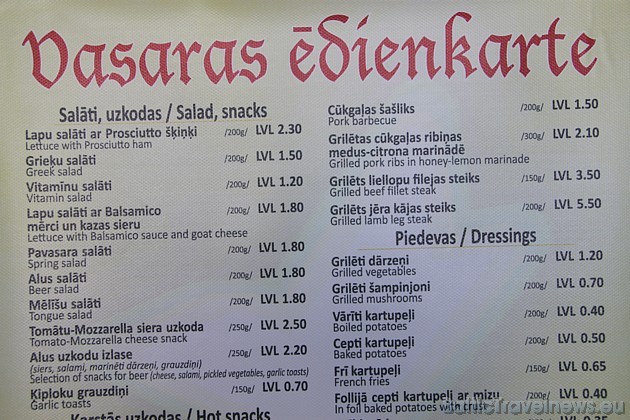 Vasaras ēdienkarte
Salāti, uzkodas / Salad, snacks
Lapu salāti ar Prosciutto šķiņķi /200g/ LVL 2.30
Lettuce with Prosciutto ham
Grieķu salāti /200g/ LVL 1.50
Greek salad
Vitamīnu salāti /200g/ LVL 1.20
Vitamin salad
Lapu salāti ar Balsamico /200g/ LVL 1.80
mērci un kazas sieru
Lettuce with Balsamico sauce and goat cheese
Pavasara salāti /200g/ LVL 1.80
Spring salad
Alus salāti /200g/ LVL 1.80
Beer salad
Mēlīšu salāti /200g/ LVL 1.80
Tongue salad
Tomātu-Mozzarella siera uzkoda /250g/ LVL 2.50
Tomato-Mozzarella cheese snack
Alus uzkodu izlase /250g/ LVL 2.20
(siers, salami, marinēti dārzeņi, grauzdiņi)
Selection of snacks for beer (cheese, salami, pickled vegetables, garlic toasts)
Ķiploku grauzdiņi /150g/ LVL 0.70
Garlic toasts
Karstās uzkodas / Hot snacks
Cūkgaļas šašliks /200g/ LVL 1.50
Pork barbecue
Grilētas cūkgaļas ribiņas /300g/ LVL 2.10
medus-citrona marinādē
Grilled pork ribs in honey-lemon marinade
Grilēts liellopu filejas steiks /150g/ LVL 3.50
Grilled beef fillet steak
Grilēts jēra kājas steiks /200g/ LVL 5.50
Grilled lamb leg steak
Piedevas / Dressings
Grilēti dārzeņi /200g/ LVL 1.20
Grilled vegetables
Grilēti šampinjoni /200g/ LVL 0.70
Grilled mushrooms
Vārīti kartupeļi /200g/ LVL 0.40
Boiled potatoes
Cepti kartupeļi /200g/ LVL 0.50
Baked potatoes
Frī kartupeļi /150g/ LVL 0.65
French fries
Follijā cepti kartupeļi ar mizu /200g/ LVL 0.40
In foil baked potatoes with crust